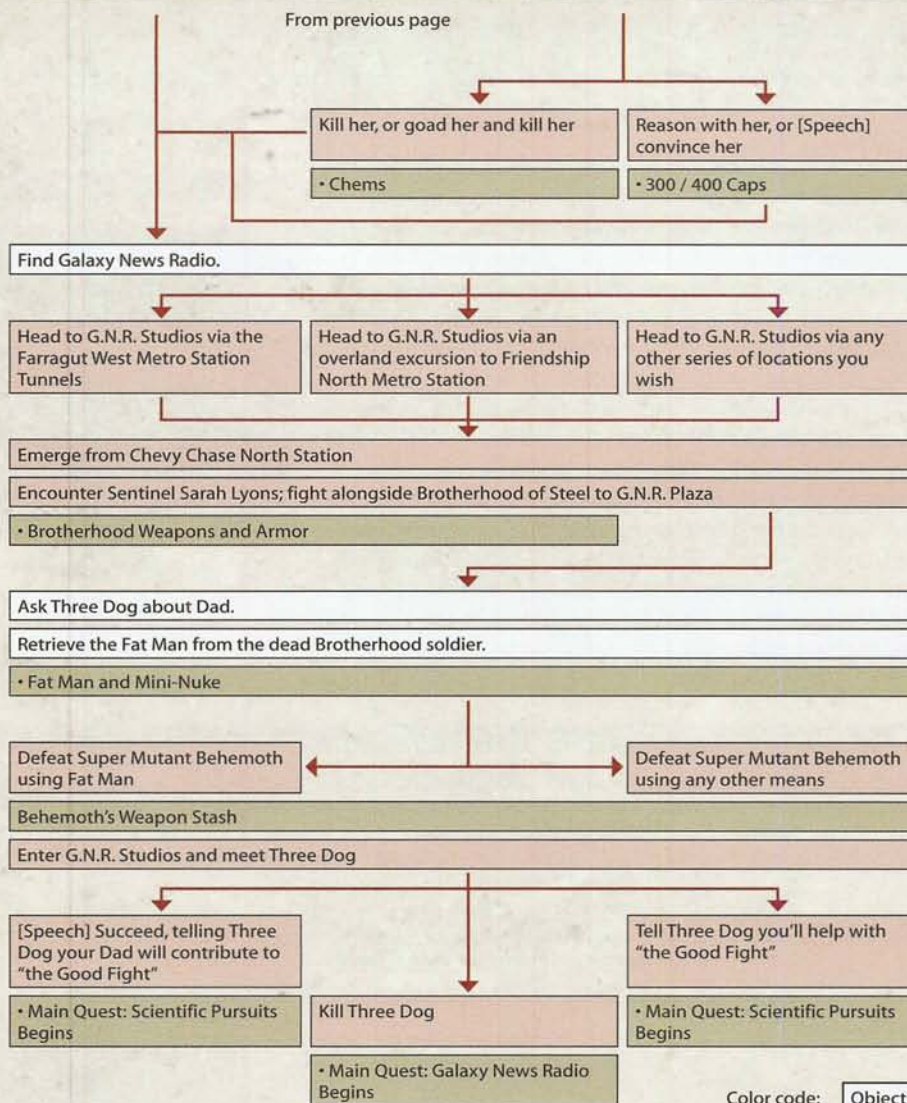 From previous page
Kill her, or goad her and kill her
Reason with her, or [Speech]
convince her
• Chems
• 300 / 400 Caps
Find Galaxy News Radio.
Head to G.N.R. Studios via the
Farragut West Metro Station
Tunnels
Head to G.N.R. Studios via an
overland excursion to Friendship
North Metro Station
Head to G.N.R. Studios via any
other series of locations you
wish
Emerge from Chevy Chase North Station
Encounter Sentinel Sarah Lyons; fight alongside Brotherhood of Steel to G.N.R. Plaza
• Brotherhood Weapons and Armor
Ask Three Dog about Dad.
Retrieve the Fat Man from the dead Brotherhood soldier.
• Fat Man and Mini-Nuke
Defeat Super Mutant Behemoth
using Fat Man
Defeat Super Mutant Behemoth
using any other means
Behemoth's Weapon Stash
Enter G.N.R. Studios and meet Three Dog
[Speech] Succeed, telling Three
Dog your Dad will contribute to
“the Good Fight”
Tell Three Dog you'll help with
“the Good Fight”
• Main Quest: Scientific Pursuits
Begins
Kill Three Dog
• Main Quest: Scientific Pursuits
Begins
• Main Quest: Galaxy News Radio
Begins
Color code:
Object